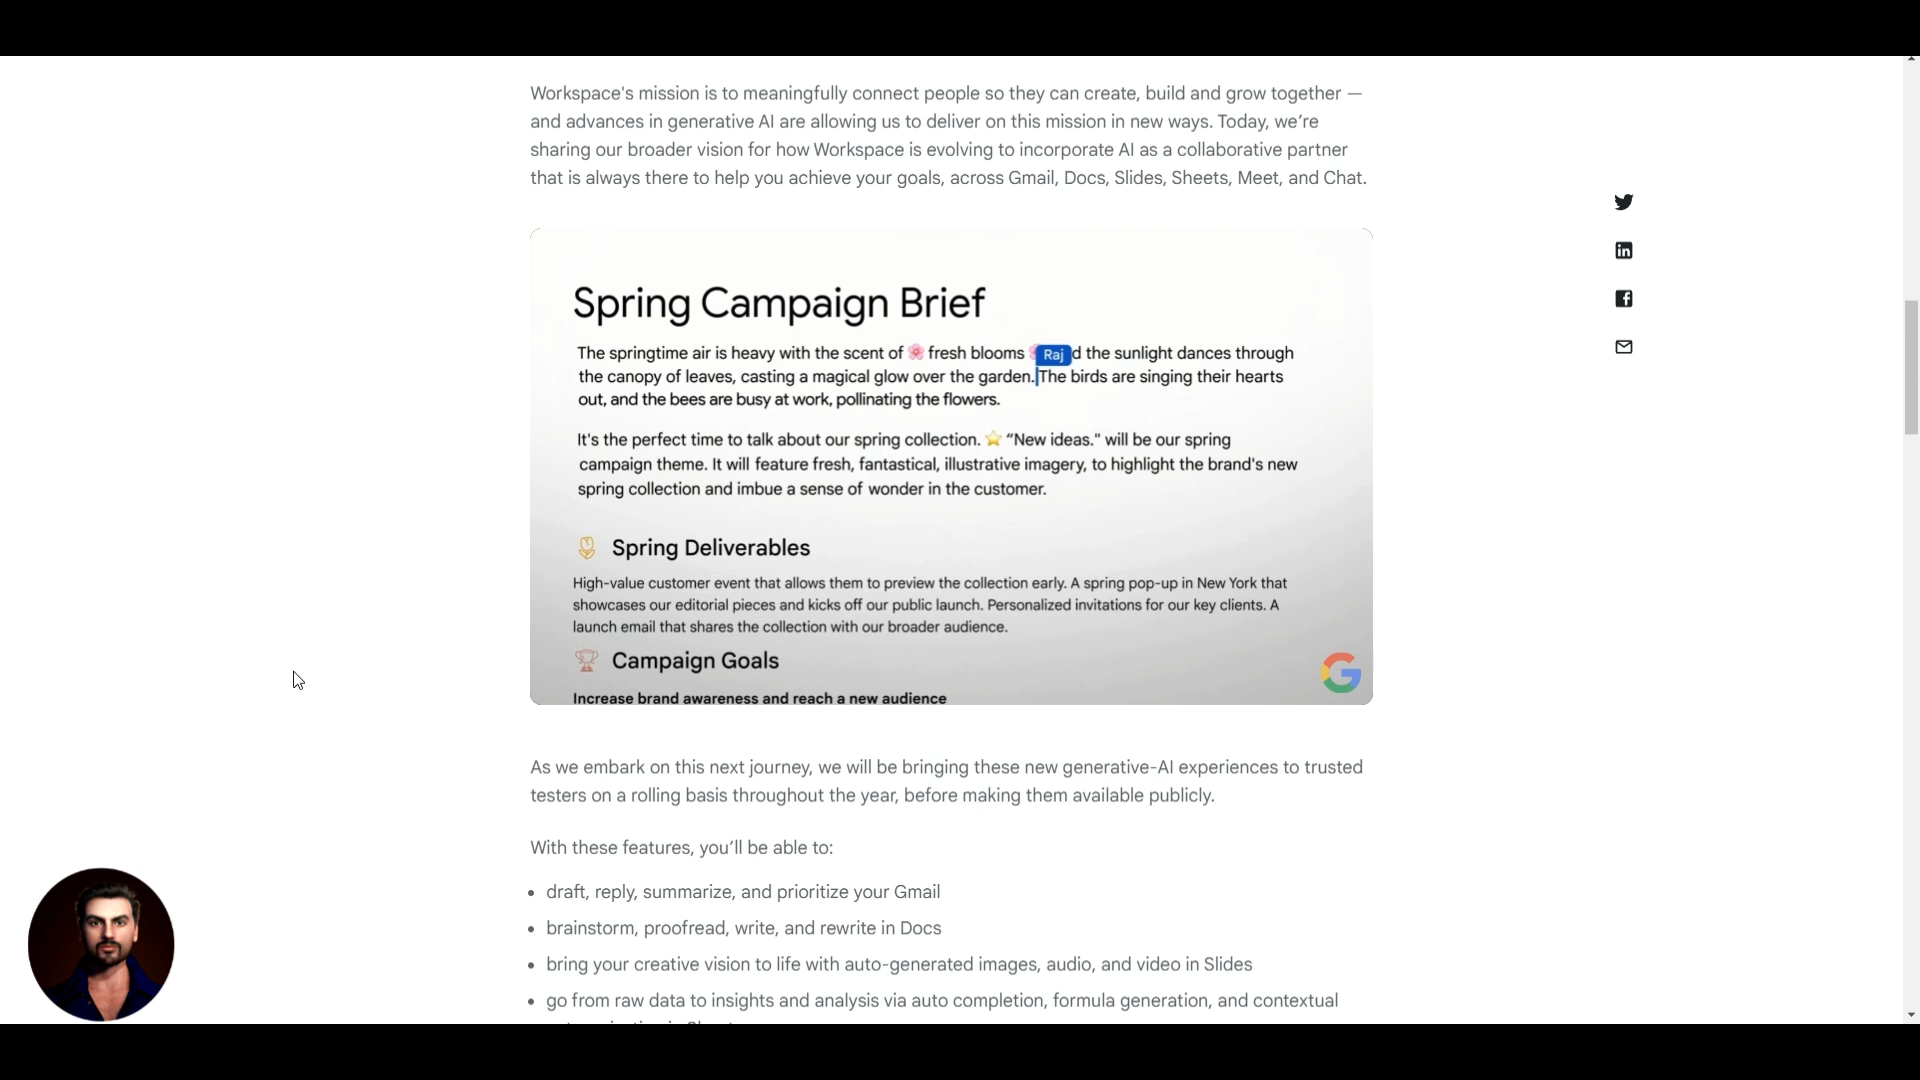 Workspace's mission is to meaningfully connect people so they can create, build and grow together —
and advances in generative AI are allowing us to deliver on this mission in new ways. Today, we’re
sharing our broader vision for how Workspace is evolving to incorporate AI as a collaborative partner
that is always there to help you achieve your goals, across Gmail, Docs, Slides, Sheets, Meet, and Chat.
Spring Campaign Brief
The springtime air is heavy with the scent of 🌸 fresh blooms 🌸 Raj d the sunlight dances through
the canopy of leaves, casting a magical glow over the garden. The birds are singing their hearts
out, and the bees are busy at work, pollinating the flowers.
It's the perfect time to talk about our spring collection. ⭐ “New ideas." will be our spring
campaign theme. It will feature fresh, fantastical, illustrative imagery, to highlight the brand's new
spring collection and imbue a sense of wonder in the customer.
Spring Deliverables
High-value customer event that allows them to preview the collection early. A spring pop-up in New York that
showcases our editorial pieces and kicks off our public launch. Personalized invitations for our key clients. A
launch email that shares the collection with our broader audience.
Campaign Goals
Increase brand awareness and reach a new audience
As we embark on this next journey, we will be bringing these new generative-AI experiences to trusted
testers on a rolling basis throughout the year, before making them available publicly.
With these features, you’ll be able to:
• draft, reply, summarize, and prioritize your Gmail
• brainstorm, proofread, write, and rewrite in Docs
• bring your creative vision to life with auto-generated images, audio, and video in Slides
• go from raw data to insights and analysis via auto completion, formula generation, and contextual